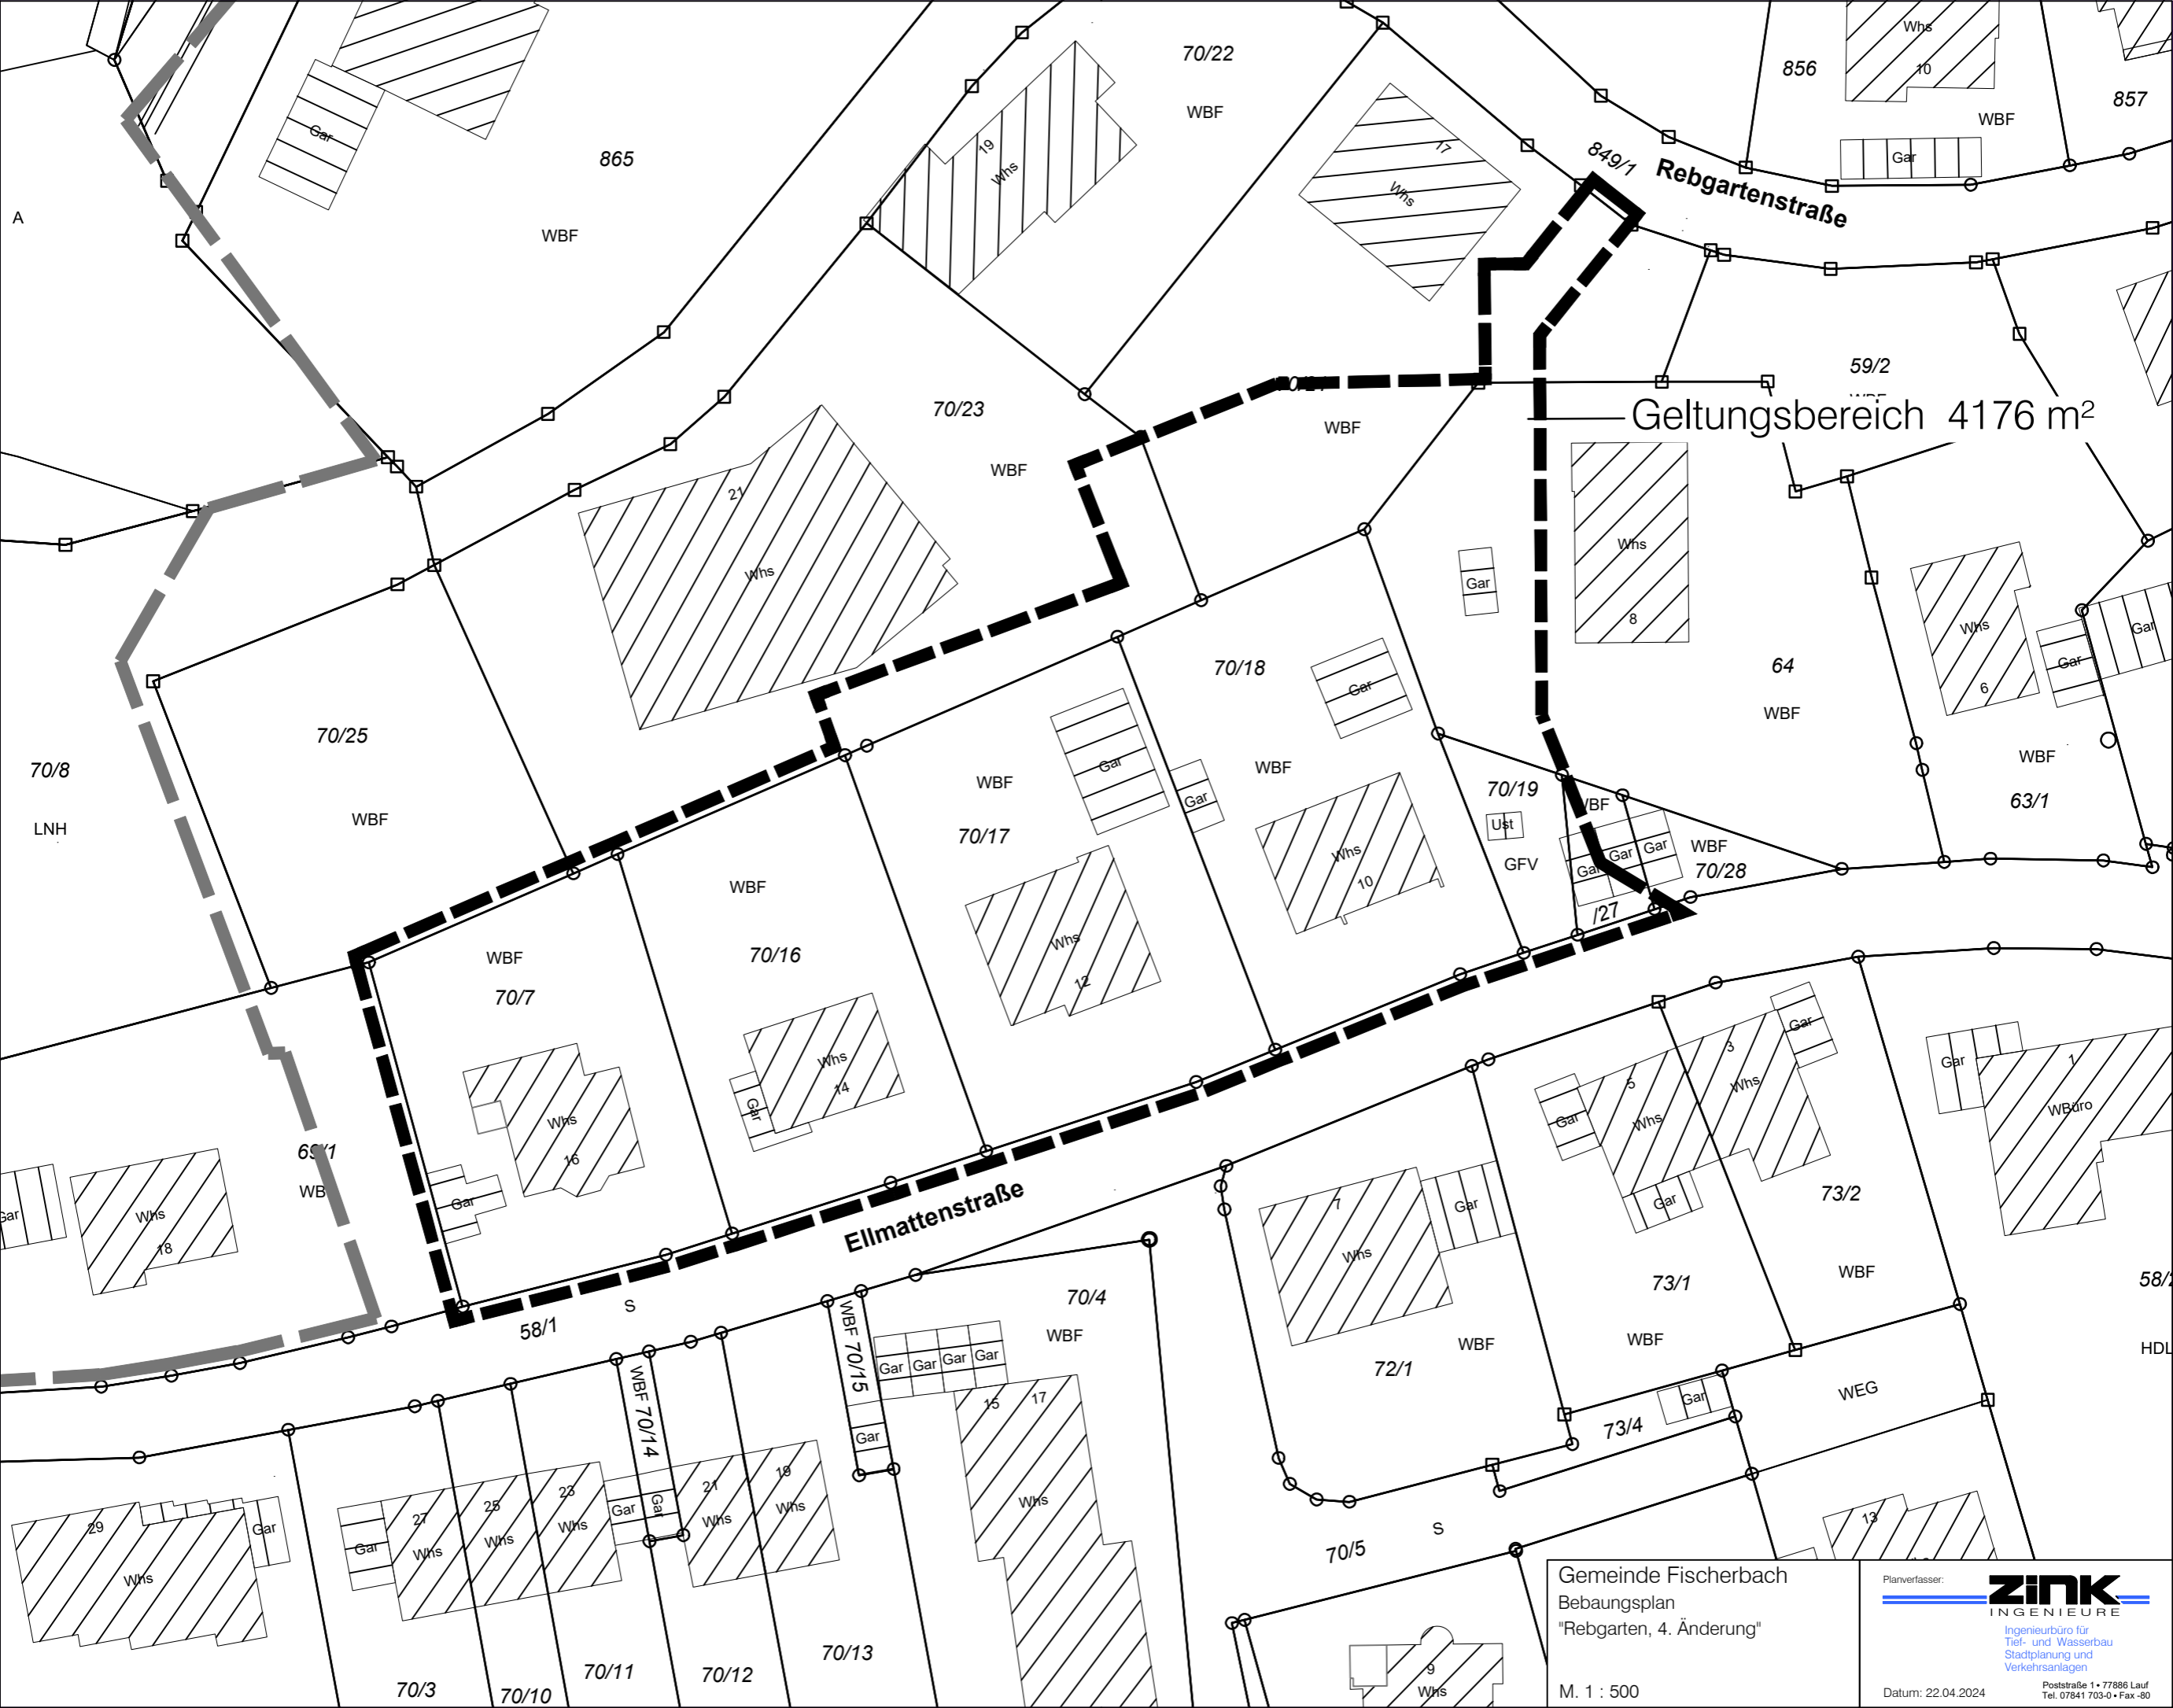 70/22
WBF
856
Whs
10
WBF
857
Gar
865
WBF
19
Whs
17
Whs
849/1
Rebgartenstraße
Gar
A
59/2
Geltungsbereich 4176 m²
70/23
WBF
WBF
21
Whs
Gar
Whs
8
64
WBF
Whs
6
Gar
Gar
WBF
63/1
70/25
WBF
70/8
LNH
70/18
Gar
WBF
WBF
70/17
Gar
Gar
Whs
10
Whs
12
70/19
Ust
GFV
Gar
Gar
Gar
WBF
70/28
/27
WBF
70/7
WBF
70/16
Whs
16
Gar
Whs
14
Gar
69/1
Whs
18
Gar
Ellmattenstraße
58/1
S
3
Whs
5
Whs
Gar
Gar
Gar
Gar
1
WBüro
7
Whs
Gar
73/2
WBF
73/1
WBF
WBF
72/1
70/4
WBF
WBF 70/15
WBF 70/14
Gar
Gar
Gar
Gar
Gar
15
17
Whs
58/
HDL
WEG
73/4
Gar
29
Whs
Gar
Gar
27
Whs
25
Whs
23
Whs
Gar
Gar
21
Whs
19
Whs
S
70/5
13
70/3
70/10
70/11
70/12
70/13
9
Whs
Gemeinde Fischerbach
Bebaungsplan
"Rebgarten, 4. Änderung"
M. 1 : 500
Planverfasser:
ZINK
INGENIEURE
Ingenieurbüro für
Tief- und Wasserbau
Stadtplanung und
Verkehrsanlagen
Datum: 22.04.2024
Poststraße 1 • 77886 Lauf
Tel. 07841 703-0 • Fax -80